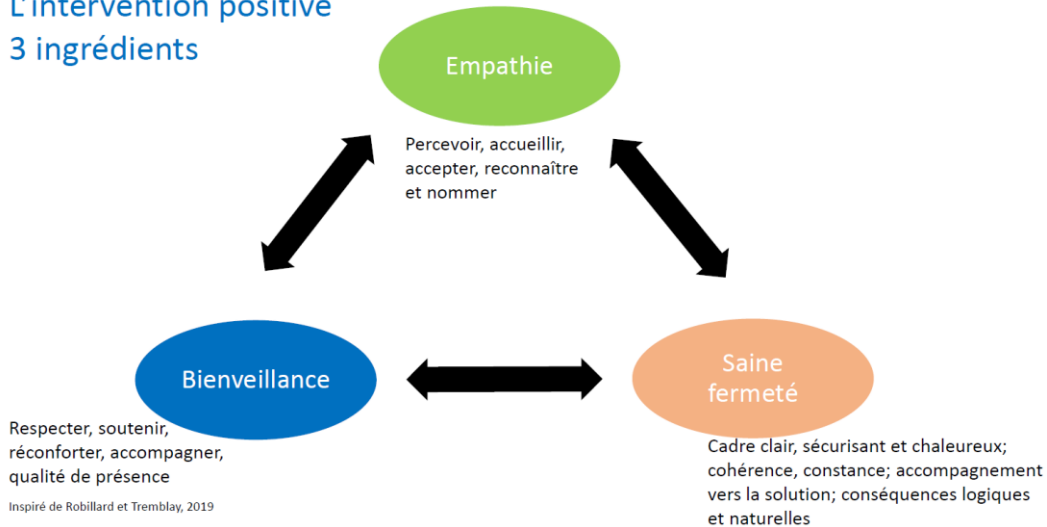 L'intervention positive
3 ingrédients
Empathie
Percevoir, accueillir,
accepter, reconnaître
et nommer
Bienveillance
Respecter, soutenir,
réconforter, accompagner,
qualité de présence
Inspiré de Robillard et Tremblay, 2019
Saine
fermeté
Cadre clair, sécurisant et chaleureux;
cohérence, constance; accompagnement
vers la solution; conséquences logiques
et naturelles